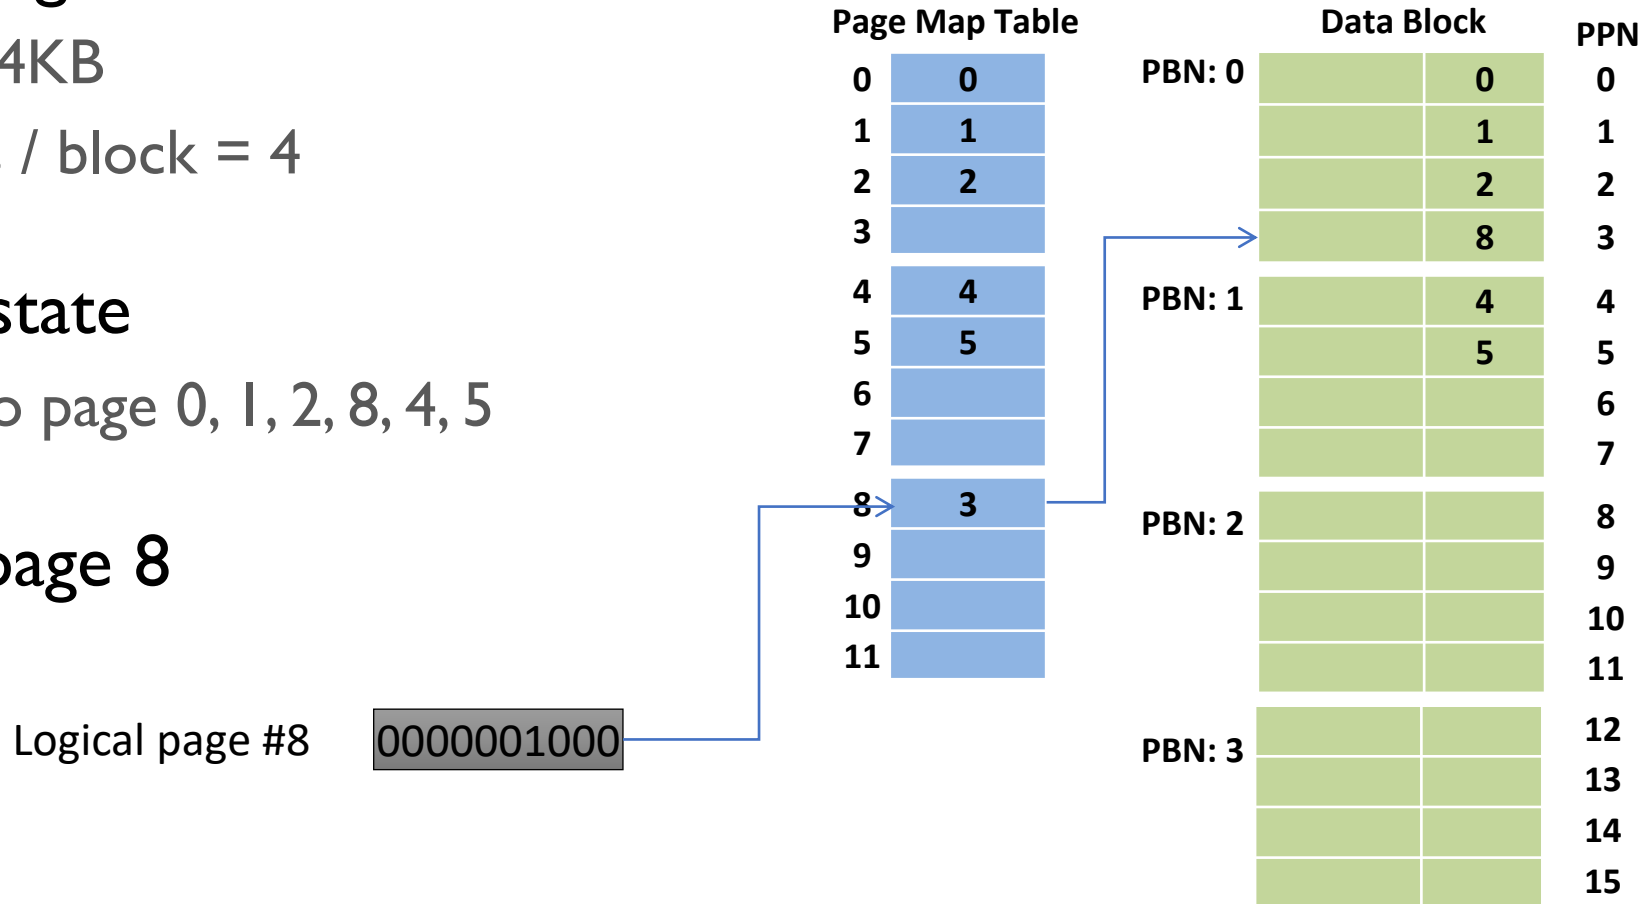 4KB
/ block = 4
state
page 0, 1, 2, 8, 4, 5
page 8
Logical page #8
0000001000
Page Map Table
0 0
1 1
2 2
3
4 4
5 5
6
7
8 3
9
10
11
Data Block
PPN
PBN: 0
0 0
1 1
2 2
8 3
PBN: 1
4 4
5 5
6
7
PBN: 2
8
9
10
11
PBN: 3
12
13
14
15